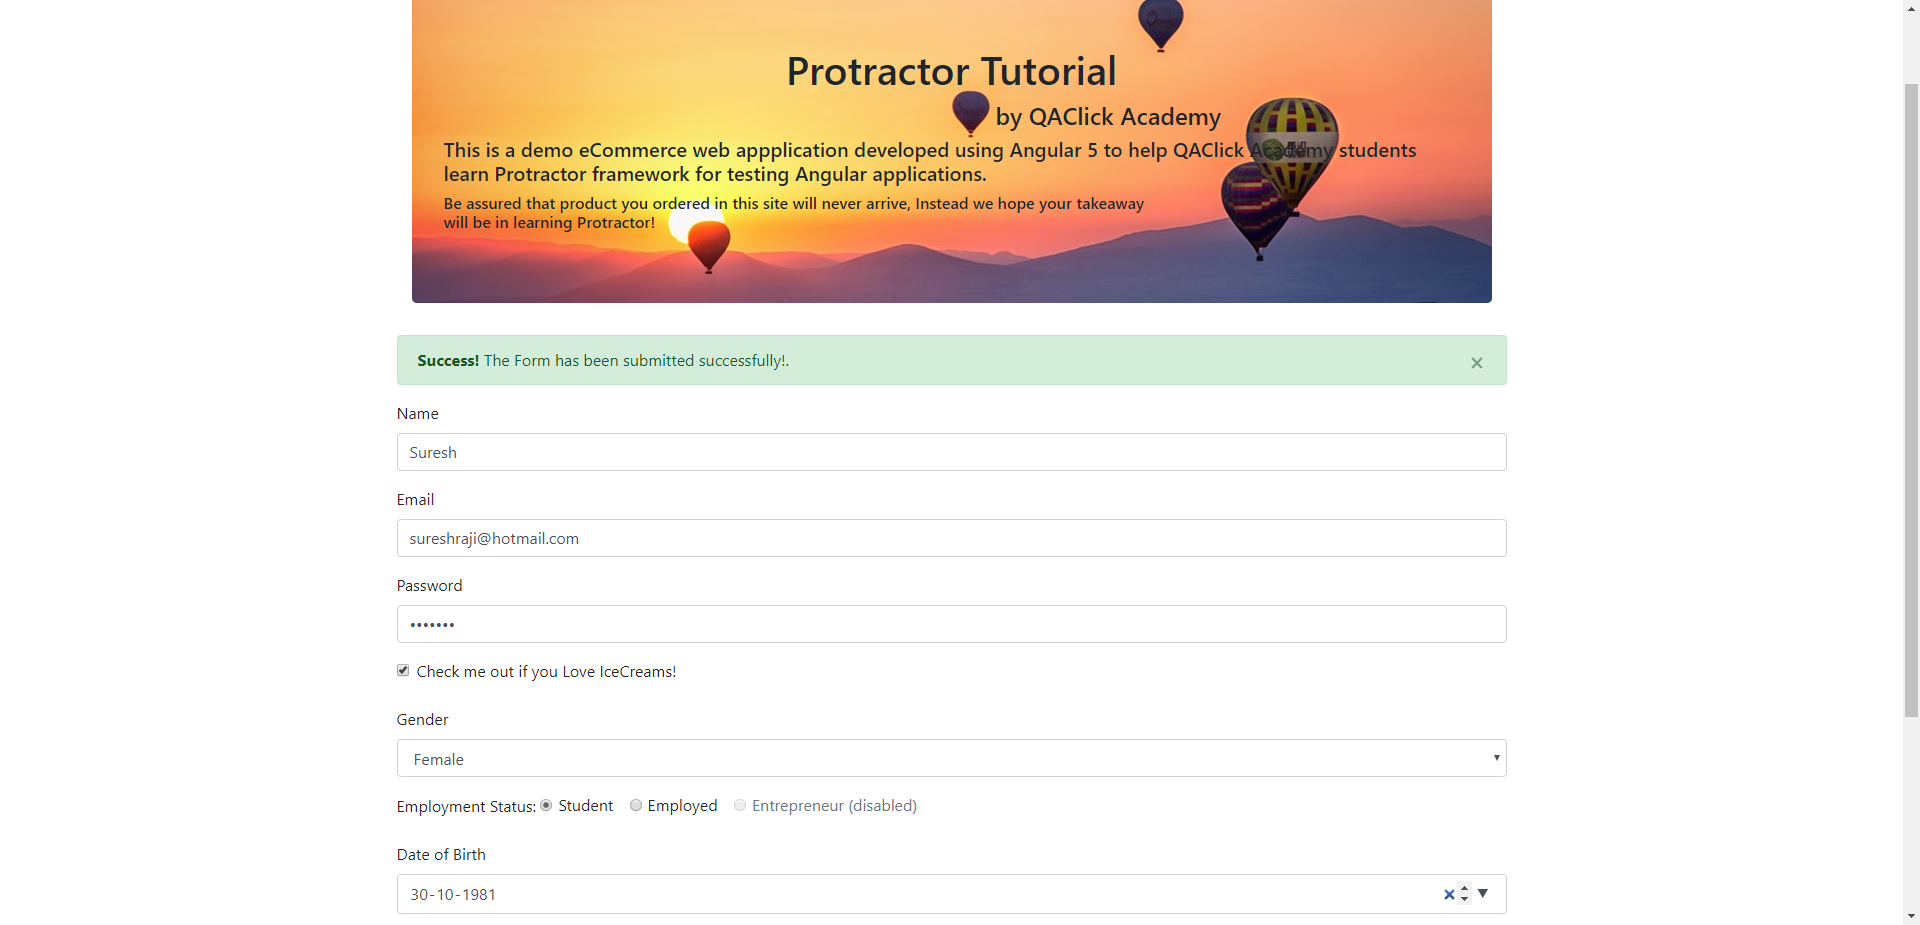 Protractor Tutorial
by QAClick Academy
This is a demo eCommerce web appplication developed using Angular 5 to help QAClick Academy students
learn Protractor framework for testing Angular applications.
Be assured that product you ordered in this site will never arrive, Instead we hope your takeaway
will be in learning Protractor!
Success! The Form has been submitted successfully!.
×
Name
Suresh
Email
sureshraji@hotmail.com
Password
•••••••
Check me out if you Love IceCreams!
Gender
Female
Employment Status: Student Employed Entrepreneur (disabled)
Date of Birth
30-10-1981